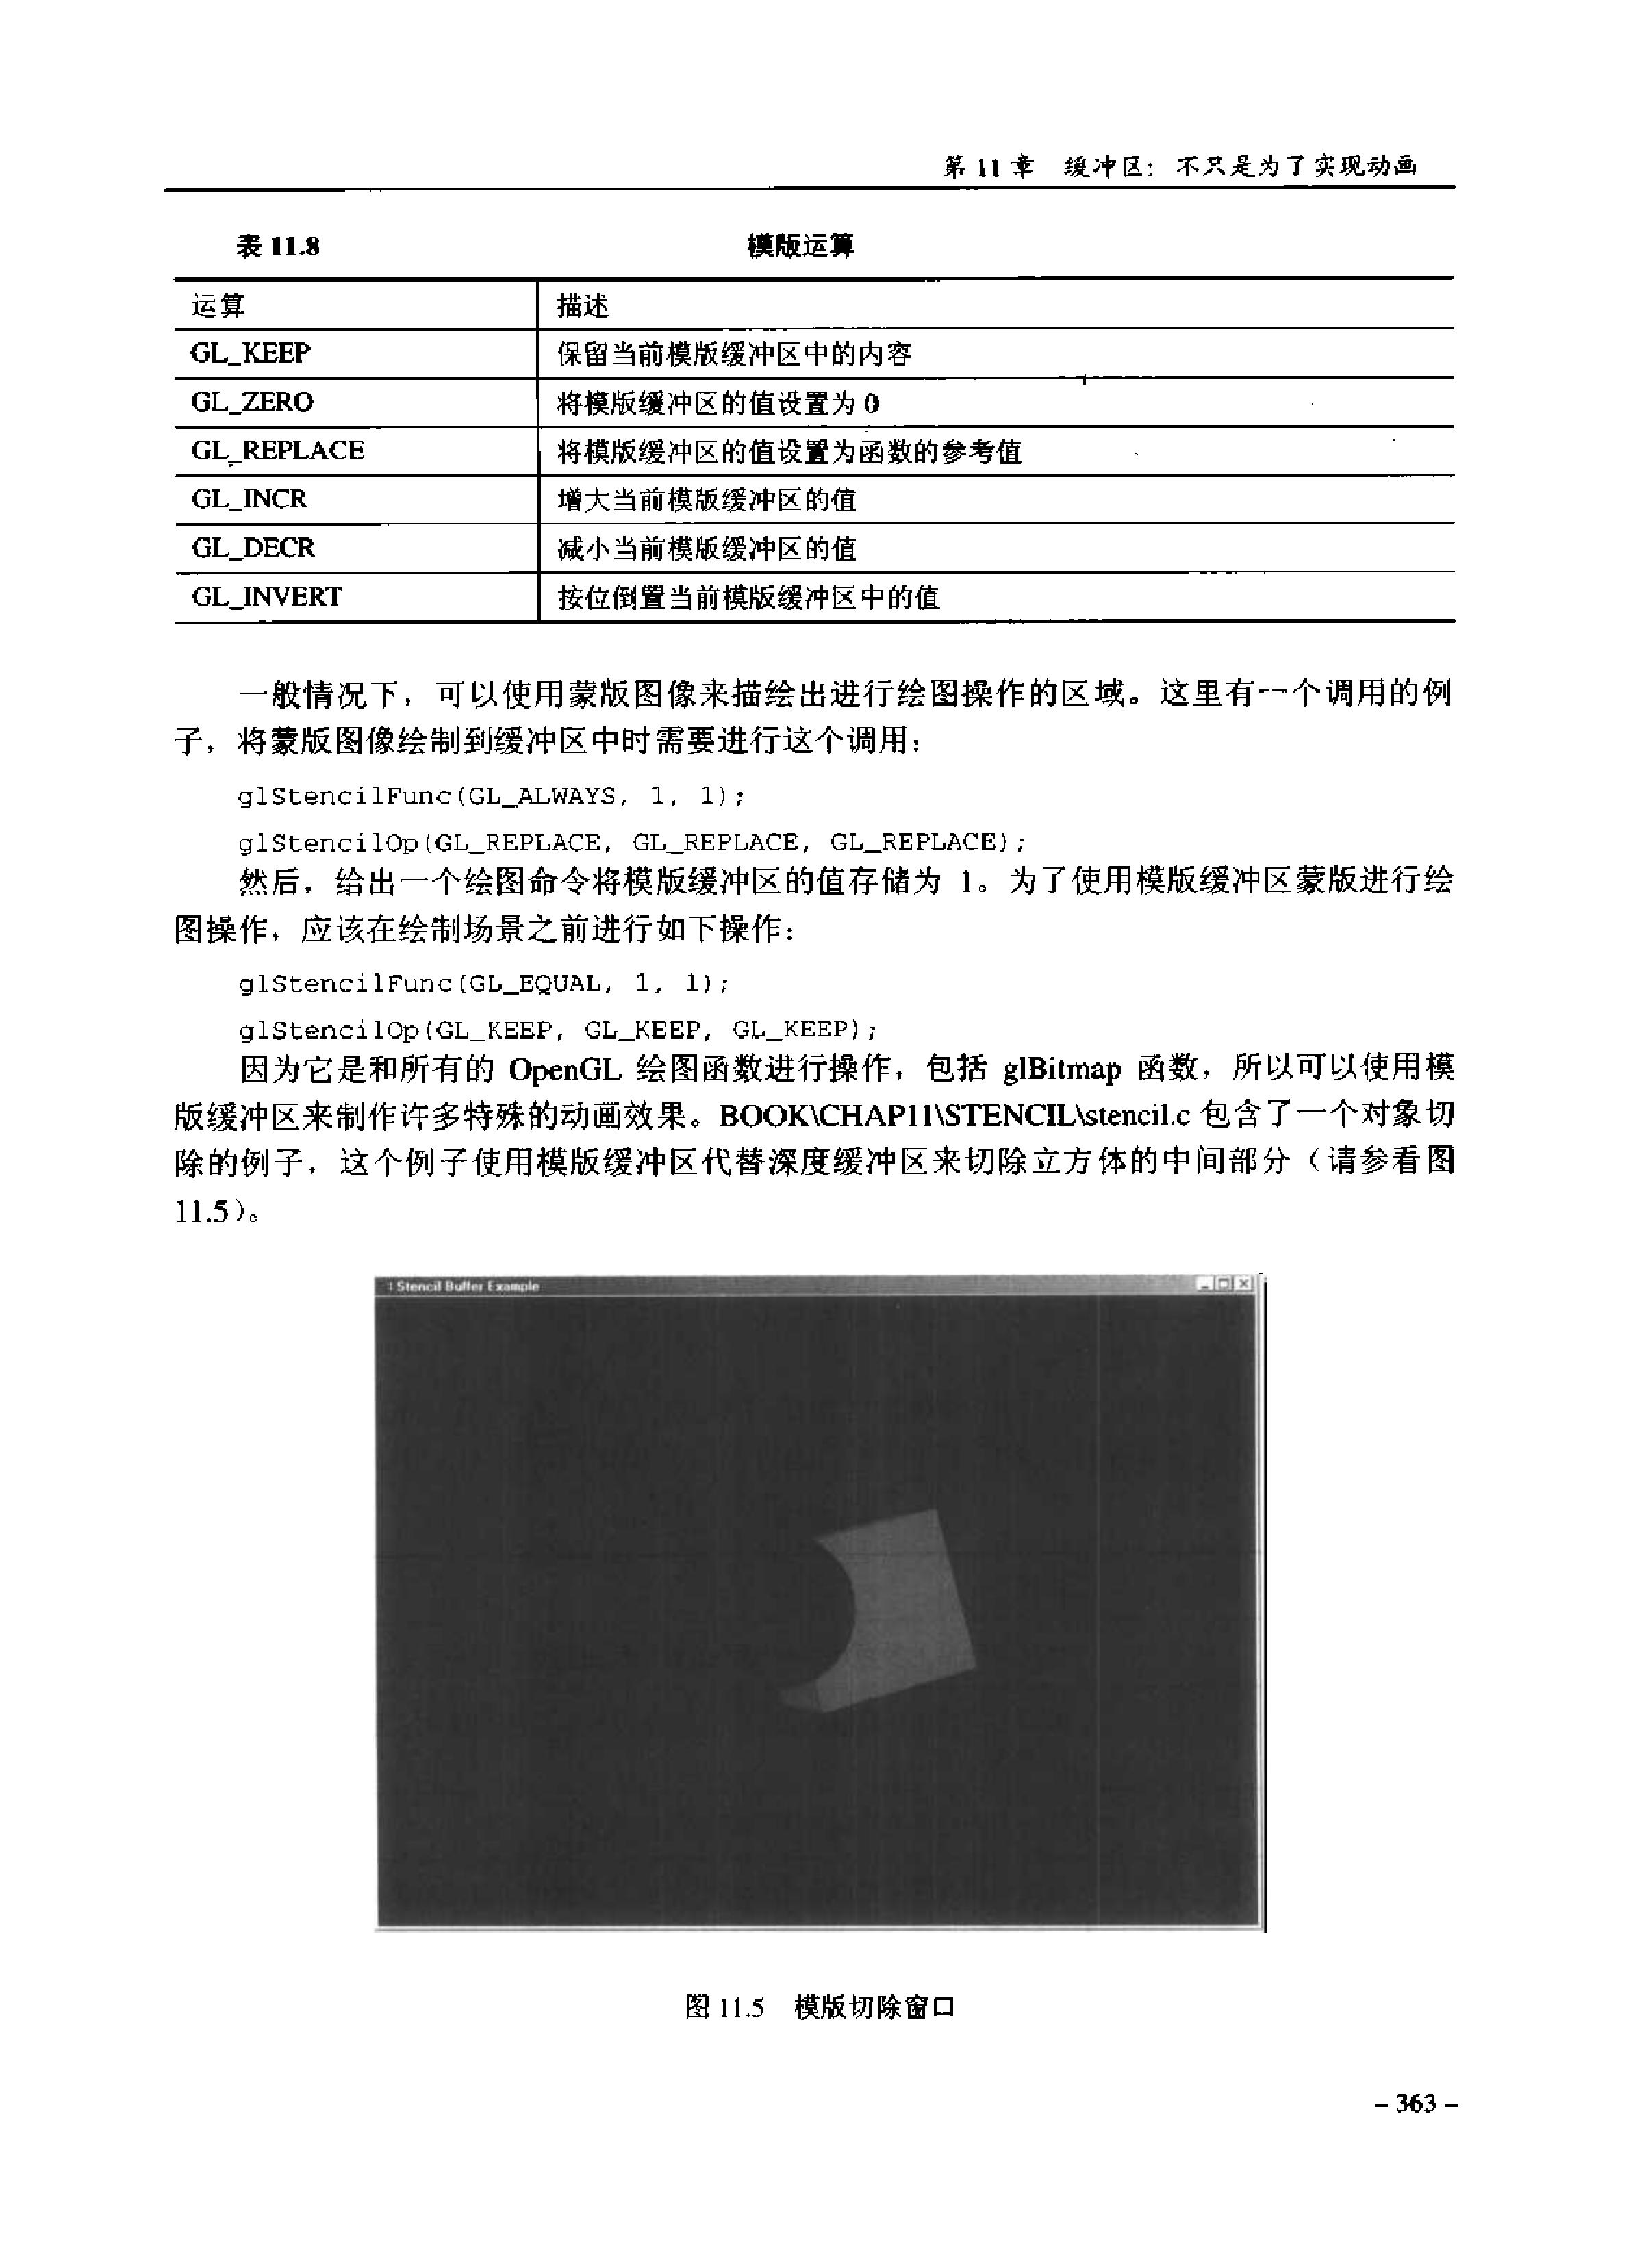 第 11 章　缓冲区：不只是为了实现动画
表 11.8　模版运算
运算　描述
GL_KEEP　保留当前模版缓冲区中的内容
GL_ZERO　将模版缓冲区的值设置为 0
GL_REPLACE　将模版缓冲区的值设置为函数的参考值
GL_INCR　增大当前模版缓冲区的值
GL_DECR　减小当前模版缓冲区的值
GL_INVERT　按位倒置当前模版缓冲区中的值
一般情况下，可以使用蒙版图像来描绘出进行绘图操作的区域。这里有一个调用的例
子，将蒙版图像绘制到缓冲区中时需要进行这个调用：
glStencilFunc(GL_ALWAYS, 1, 1);
glStencilOp(GL_REPLACE, GL_REPLACE, GL_REPLACE);
然后，给出一个绘图命令将模版缓冲区的值存储为 1。为了使用模版缓冲区蒙版进行绘
图操作，应该在绘制场景之前进行如下操作：
glStencilFunc(GL_EQUAL, 1, 1);
glStencilOp(GL_KEEP, GL_KEEP, GL_KEEP);
因为它是和所有的 OpenGL 绘图函数进行操作，包括 glBitmap 函数，所以可以使用模
版缓冲区来制作许多特殊的动画效果。BOOK\CHAP11\STENCIL\stencil.c 包含了一个对象切
除的例子，这个例子使用模版缓冲区代替深度缓冲区来切除立方体的中间部分（请参看图
11.5）。
Stencil Buffer Example
图 11.5　模版切除窗口
– 363 –